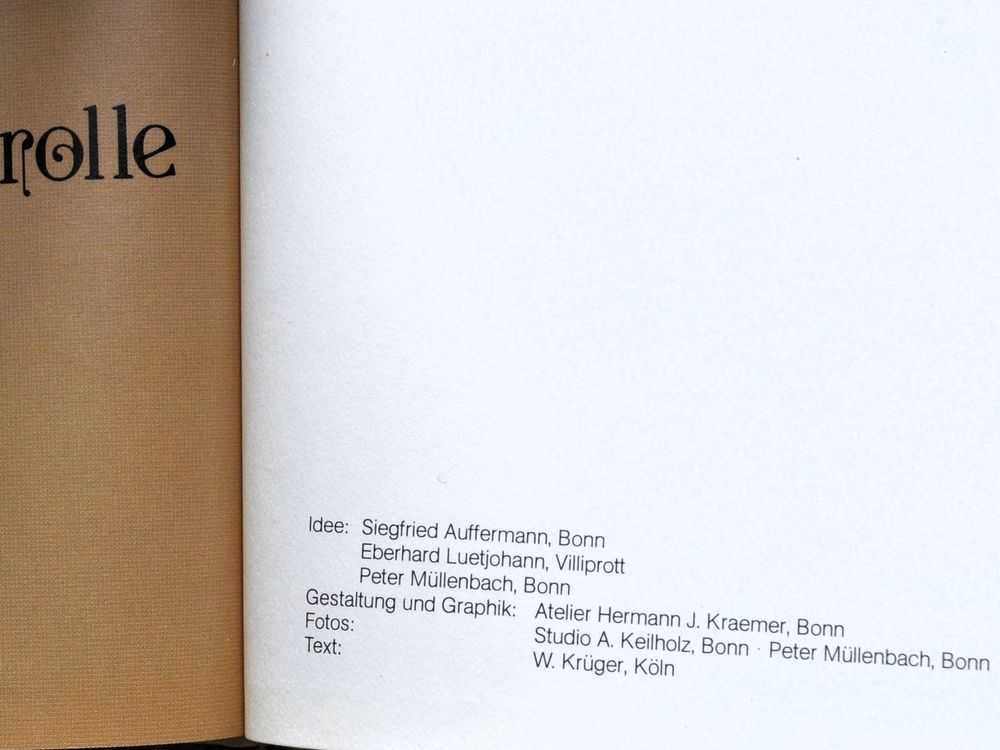 rolle
Idee: Siegfried Auffermann, Bonn
Eberhard Luetjohann, Villiprott
Peter Müllenbach, Bonn
Gestaltung und Graphik: Atelier Hermann J. Kraemer, Bonn
Fotos: Studio A. Keilholz, Bonn · Peter Müllenbach, Bonn
Text: W. Krüger, Köln